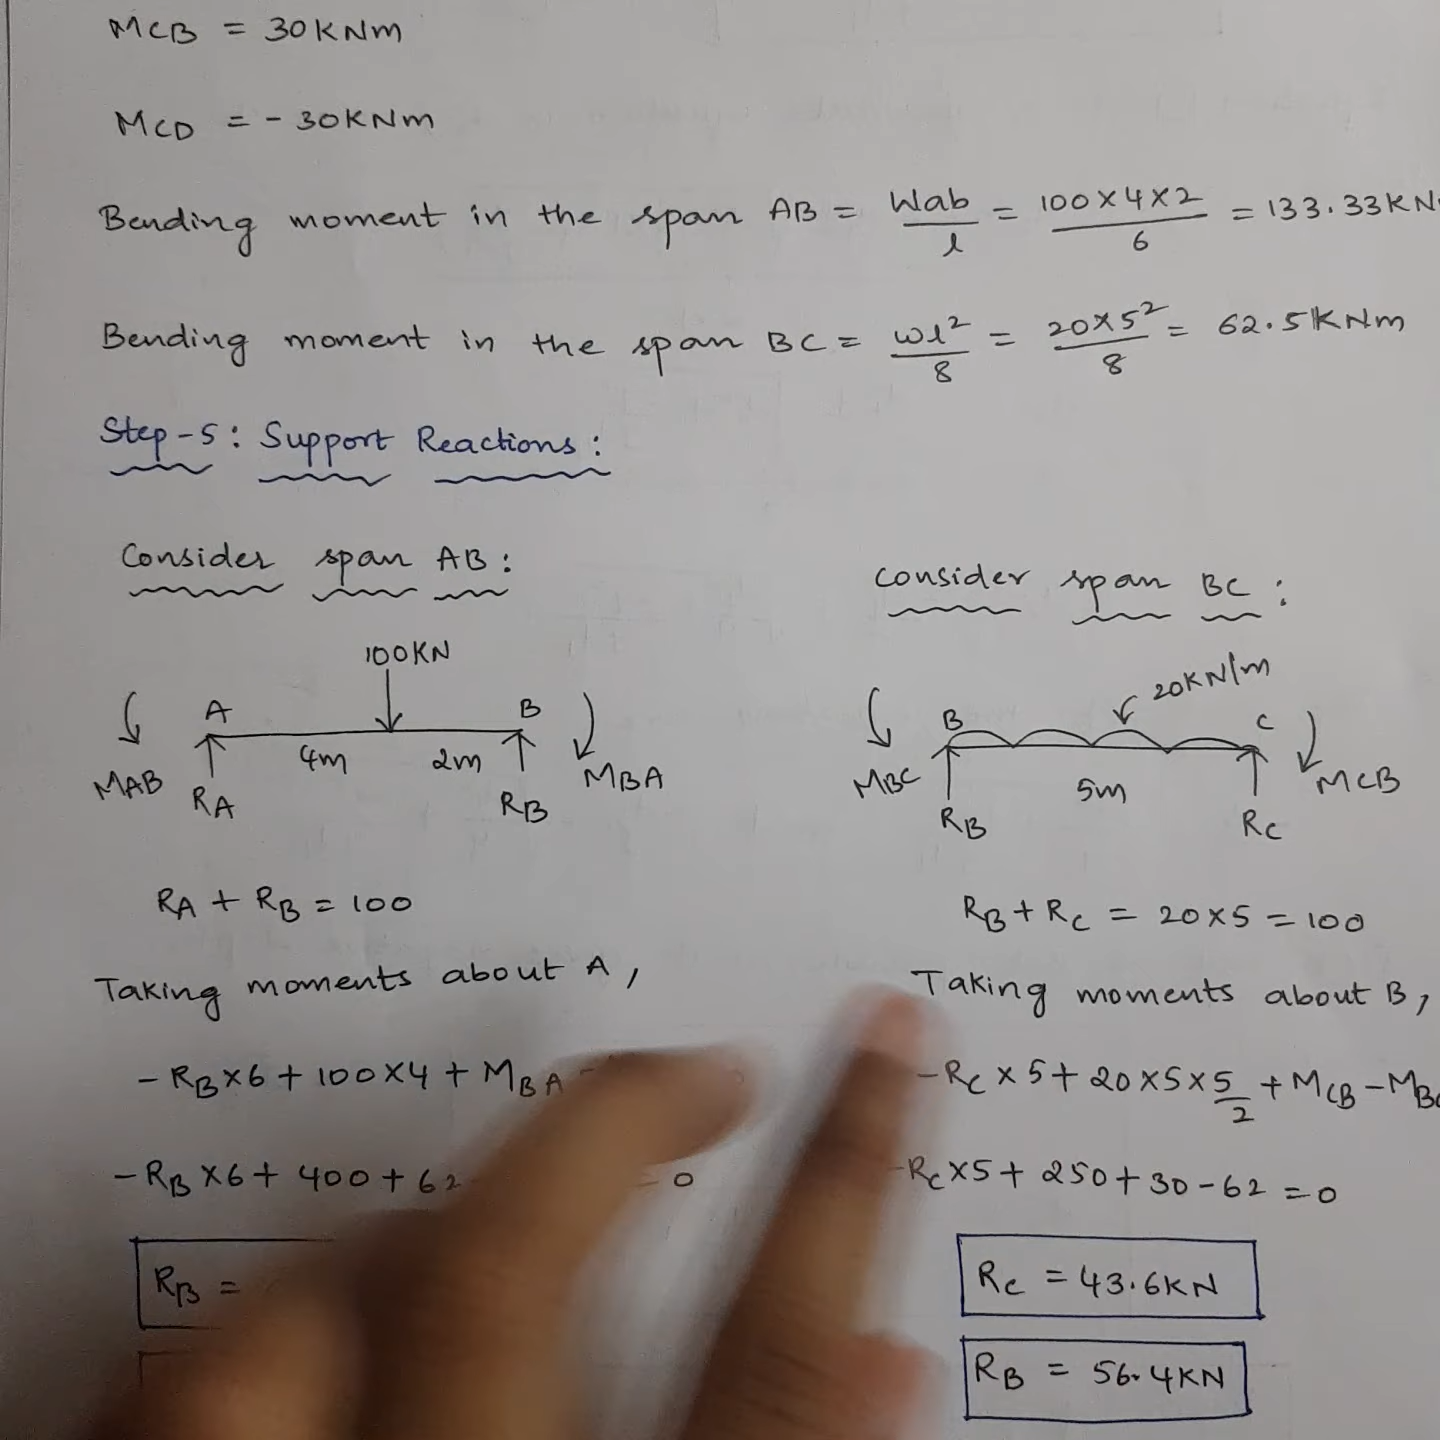 MCB = 30KNm
MCD = - 30KNm
Bending moment in the span AB = Wab/l = 100×4×2/6 = 133.33KN
Bending moment in the span BC = wl²/8 = 20×5²/8 = 62.5KNm
Step-5: Support Reactions:
Consider span AB:
100KN
A B
4m 2m
MAB RA RB MBA
RA + RB = 100
Taking moments about A,
-RB×6 + 100×4 + MBA
-RB×6 + 400 + 62 = 0
RB =
consider span BC:
20KN/m
B C
MBC 5m MCB
RB RC
RB + RC = 20×5 = 100
Taking moments about B,
-RC × 5 + 20×5×5/2 + MCB - MBC
-RC×5 + 250 + 30 - 62 = 0
RC = 43.6KN
RB = 56.4KN